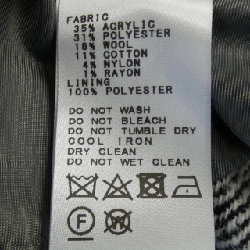 FABRIC
35% ACRYLIC
31% POLYESTER
18% WOOL
11% COTTON
4% NYLON
1% RAYON
LINING
100% POLYESTER
DO NOT WASH
DO NOT BLEACH
DO NOT TUMBLE DRY
COOL IRON
DRY CLEAN
DO NOT WET CLEAN
F W